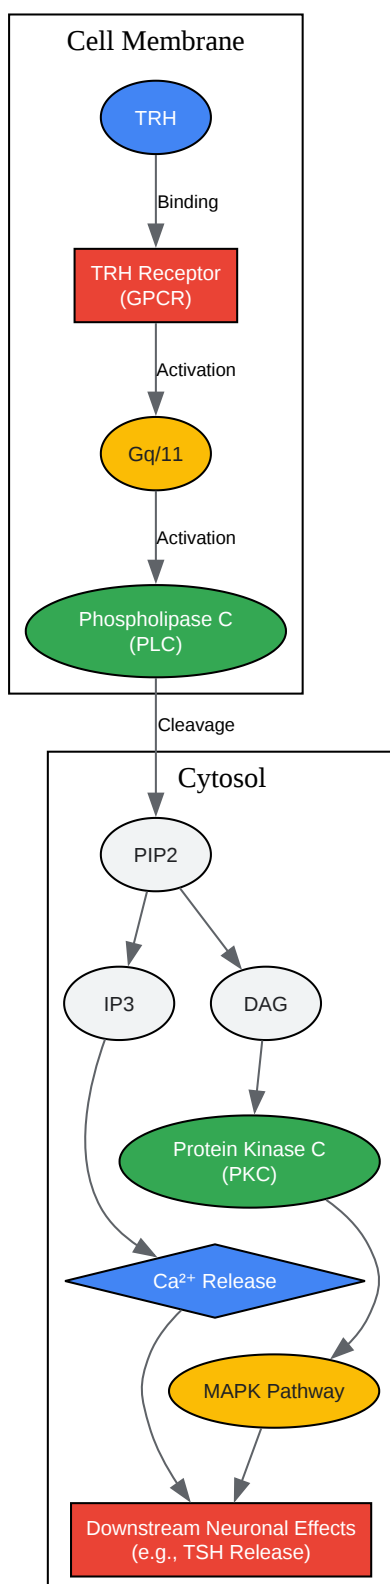 Cell Membrane
TRH
Binding
TRH Receptor
(GPCR)
Activation
Gq/11
Activation
Phospholipase C
(PLC)
Cleavage
Cytosol
PIP2
IP3
DAG
Protein Kinase C
(PKC)
Ca²⁺ Release
MAPK Pathway
Downstream Neuronal Effects
(e.g., TSH Release)